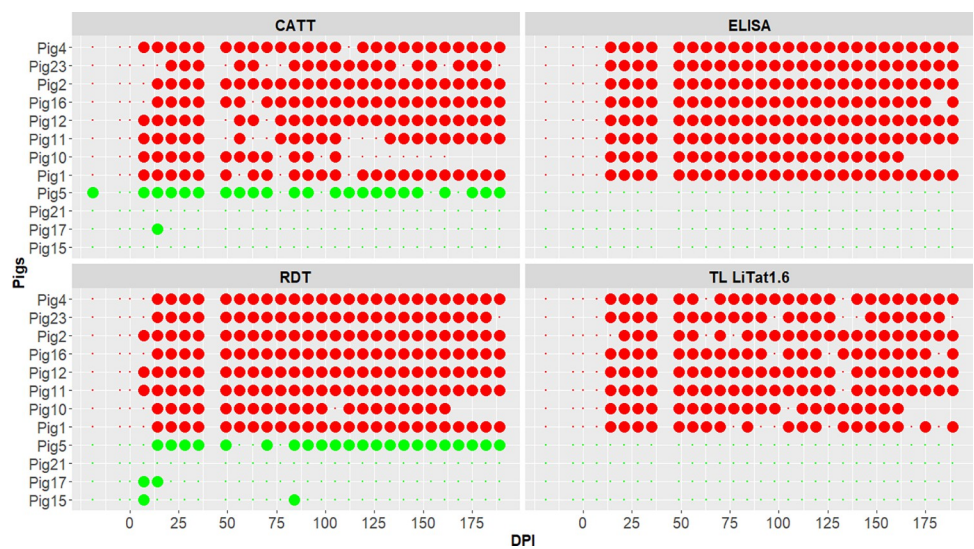 CATT
ELISA
Pig4
Pig23
Pig2
Pig16
Pig12
Pig11
Pig10
Pig1
Pig5
Pig21
Pig17
Pig15
Pigs
RDT
TL LiTat1.6
Pig4
Pig23
Pig2
Pig16
Pig12
Pig11
Pig10
Pig1
Pig5
Pig21
Pig17
Pig15
0 25 50 75 100 125 150 175 0 25 50 75 100 125 150 175
DPI